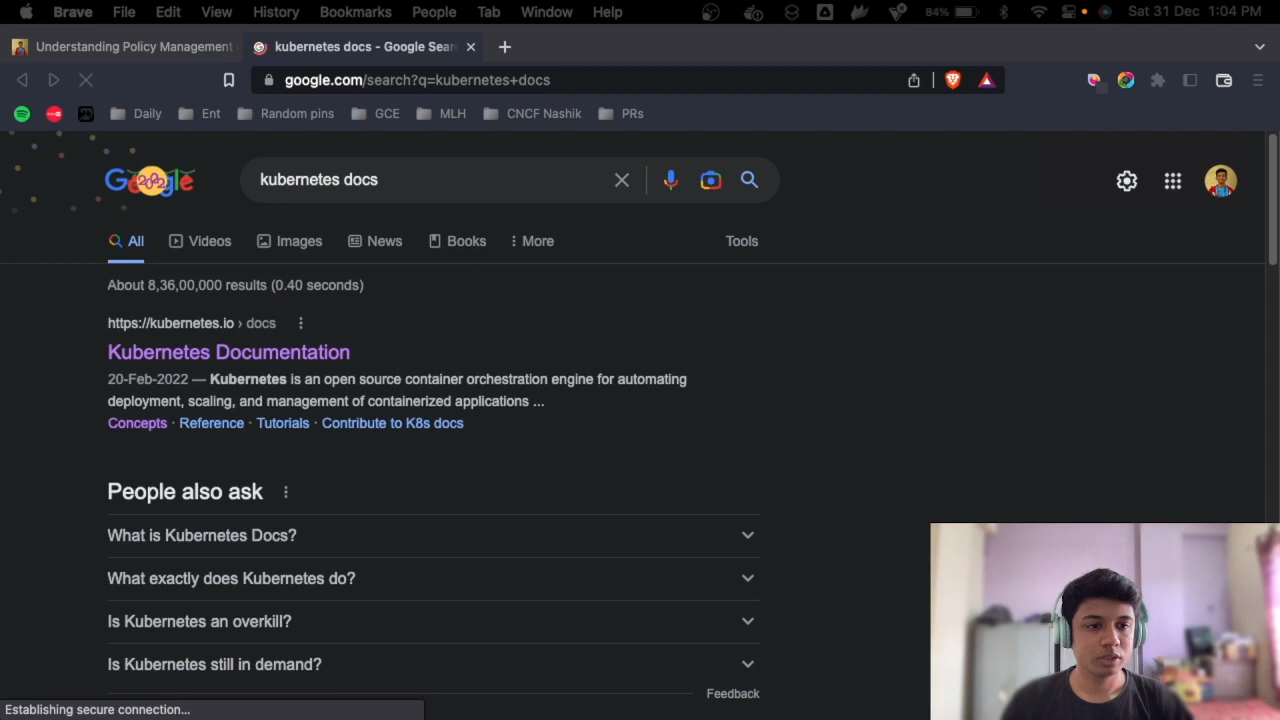 Brave File Edit View History Bookmarks People Tab Window Help 84% Sat 31 Dec 1:04 PM
Understanding Policy Management kubernetes docs - Google Sear
google.com/search?q=kubernetes+docs
Daily Ent Random pins GCE MLH CNCF Nashik PRs
Google 2022 kubernetes docs
All Videos Images News Books More Tools
About 8,36,00,000 results (0.40 seconds)
https://kubernetes.io › docs
Kubernetes Documentation
20-Feb-2022 — Kubernetes is an open source container orchestration engine for automating
deployment, scaling, and management of containerized applications ...
Concepts · Reference · Tutorials · Contribute to K8s docs
People also ask
What is Kubernetes Docs?
What exactly does Kubernetes do?
Is Kubernetes an overkill?
Is Kubernetes still in demand?
Feedback
Establishing secure connection...